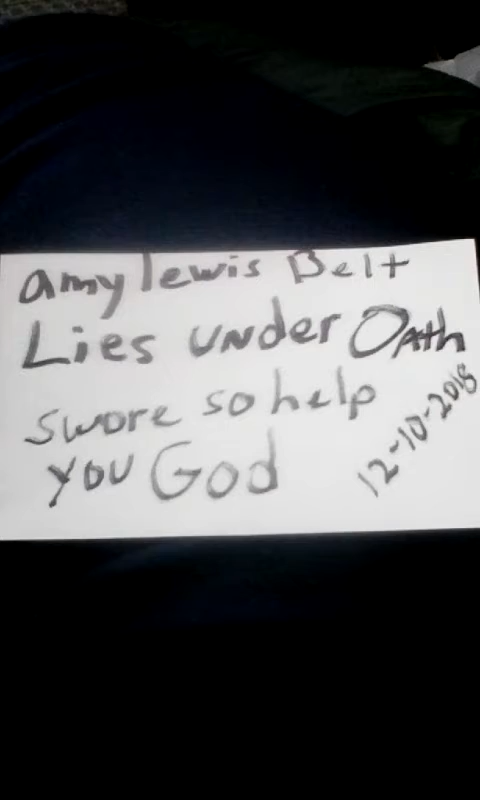 amy lewis Belt
Lies UNder OAth
swore so help
you God
12-10-2018